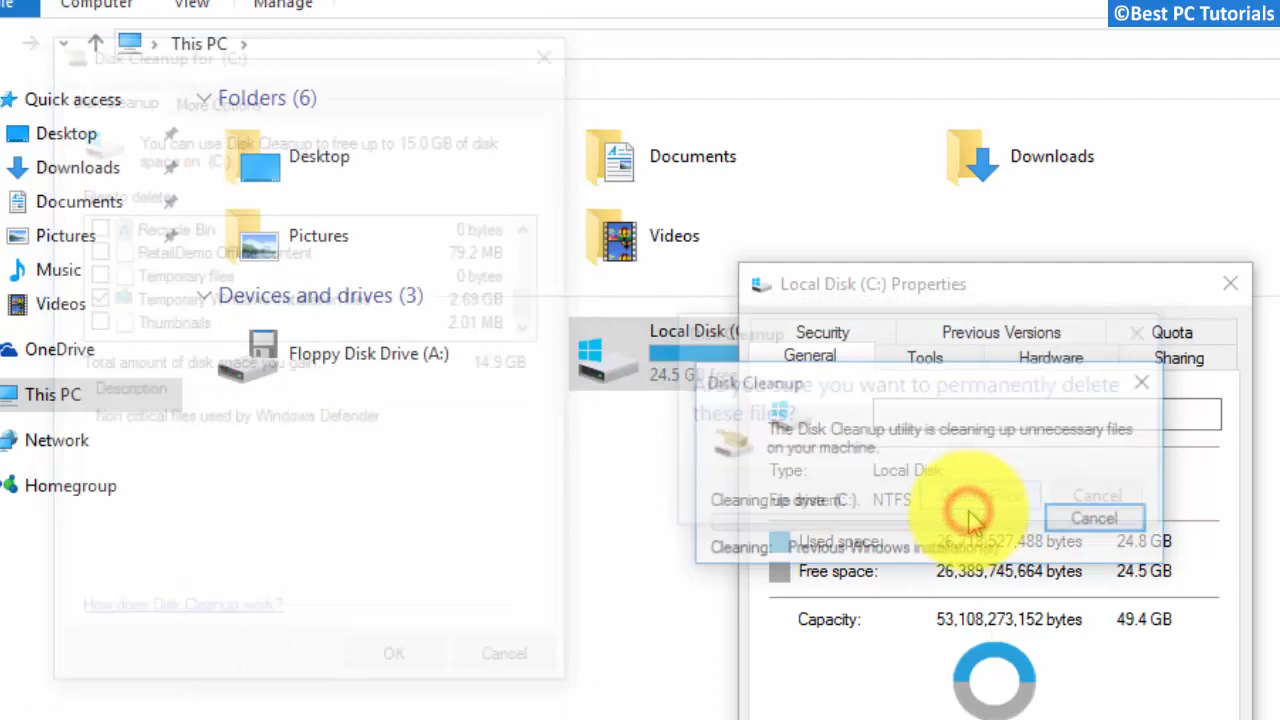 Computer
View
Manage
©Best PC Tutorials
This PC
Disk Cleanup for (C:)
Quick access
Desktop
Downloads
Documents
Pictures
Music
Videos
OneDrive
This PC
Network
Homegroup
More Options
Folders (6)
You can use Disk Cleanup to free up to 15.0 GB of disk
space on (C:).
Desktop
Documents
Downloads
Files to delete:
Pictures
Videos
Recycle Bin 0 bytes
RetailDemo Offline Content 79.2 MB
Temporary files 0 bytes
Temporary Windows 2.69 GB
Thumbnails 2.01 MB
Devices and drives (3)
Floppy Disk Drive (A:)
Local Disk (C
24.5 GB free
Total amount of disk space you gain: 14.9 GB
Description
Non critical files used by Windows Defender
How does Disk Cleanup work?
OK
Cancel
Local Disk (C:) Properties
Security
Previous Versions
Quota
General
Tools
Hardware
Sharing
Are you sure you want to permanently delete
these files?
Cancel
Disk Cleanup
The Disk Cleanup utility is cleaning up unnecessary files
on your machine.
Cleaning up drive (C:).
Cancel
Cleaning: Previous Windows installation(s)
Type: Local Disk
File system: NTFS
Used space: 26,718,527,488 bytes 24.8 GB
Free space: 26,389,745,664 bytes 24.5 GB
Capacity: 53,108,273,152 bytes 49.4 GB